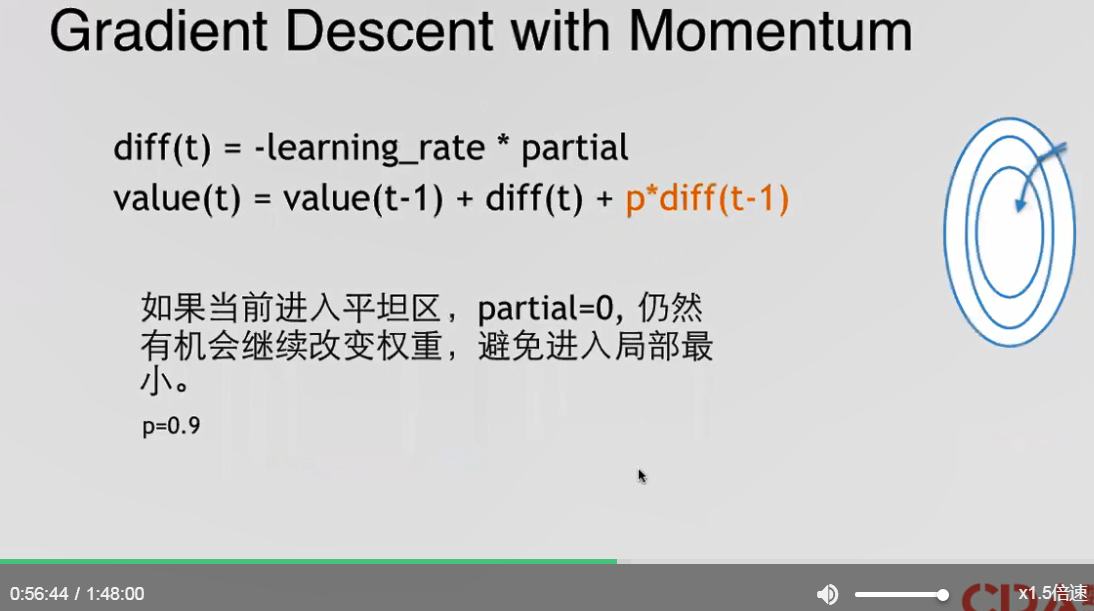 Gradient Descent with Momentum
diff(t) = -learning_rate * partial
value(t) = value(t-1) + diff(t) + p*diff(t-1)
如果当前进入平坦区，partial=0, 仍然
有机会继续改变权重，避免进入局部最
小。
p=0.9
0:56:44 / 1:48:00
x1.5倍速